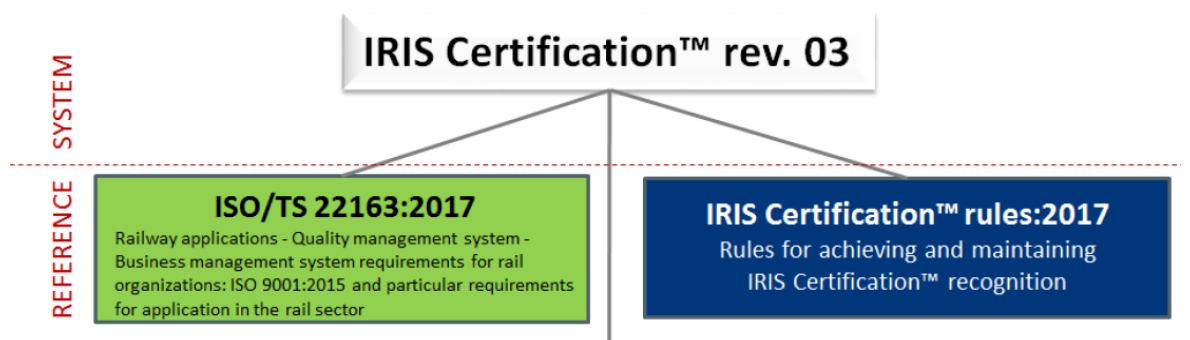 IRIS Certification™ rev. 03
SYSTEM
REFERENCE
ISO/TS 22163:2017
Railway applications - Quality management system -
Business management system requirements for rail
organizations: ISO 9001:2015 and particular requirements
for application in the rail sector
IRIS Certification™ rules:2017
Rules for achieving and maintaining
IRIS Certification™ recognition